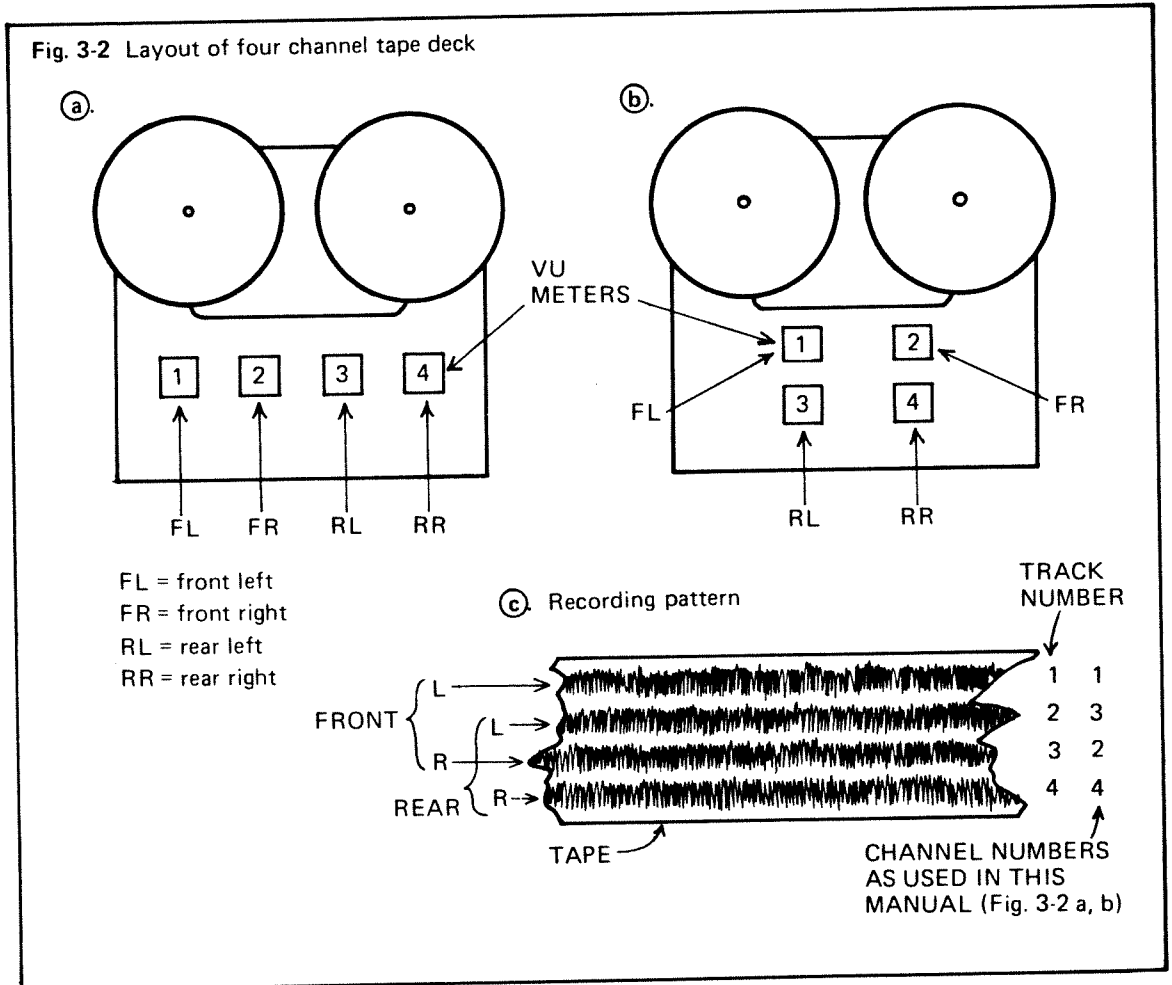 Fig. 3-2 Layout of four channel tape deck
a.
b.
VU
METERS
1 2 3 4
FL FR RL RR
1 2
3 4
FL
FR
RL RR
FL = front left
FR = front right
RL = rear left
RR = rear right
c. Recording pattern
TRACK
NUMBER
FRONT
L
R
REAR
L
R
1 1
2 3
3 2
4 4
TAPE
CHANNEL NUMBERS
AS USED IN THIS
MANUAL (Fig. 3-2 a, b)